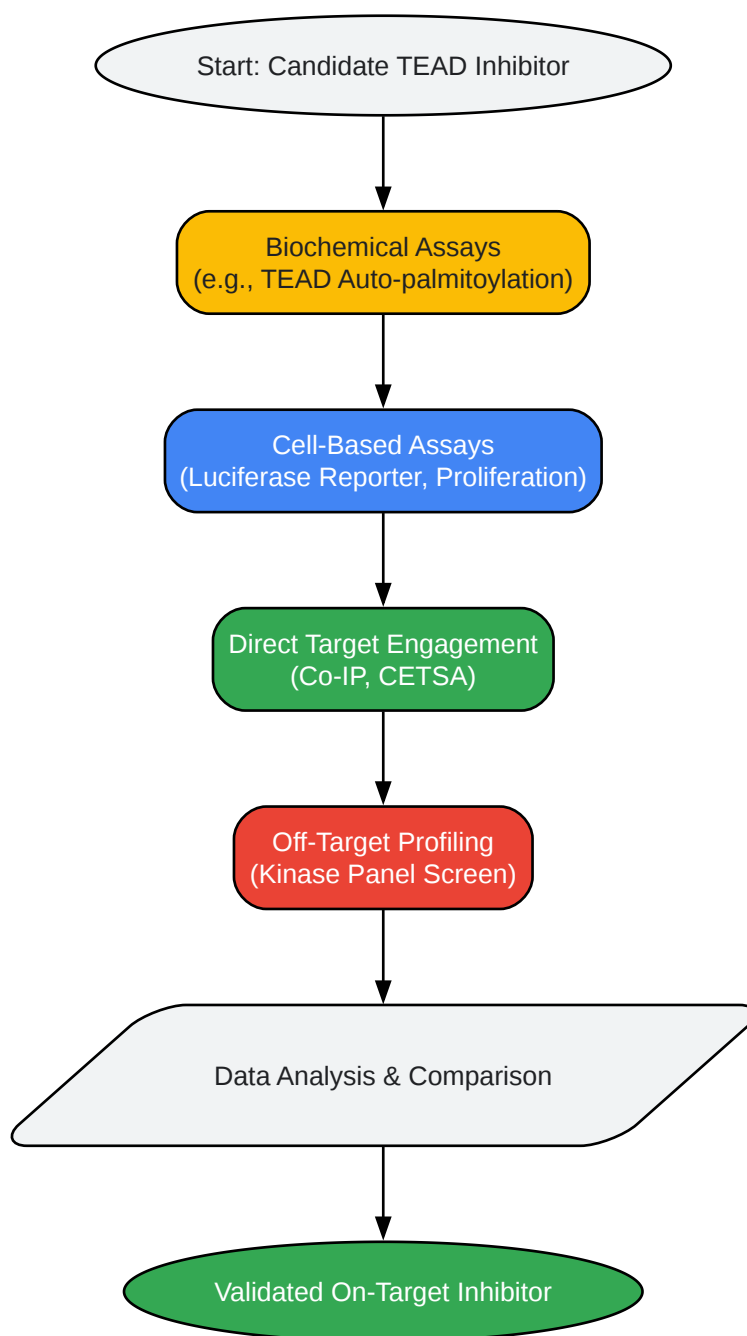 Start: Candidate TEAD Inhibitor
Biochemical Assays
(e.g., TEAD Auto-palmitoylation)
Cell-Based Assays
(Luciferase Reporter, Proliferation)
Direct Target Engagement
(Co-IP, CETSA)
Off-Target Profiling
(Kinase Panel Screen)
Data Analysis & Comparison
Validated On-Target Inhibitor